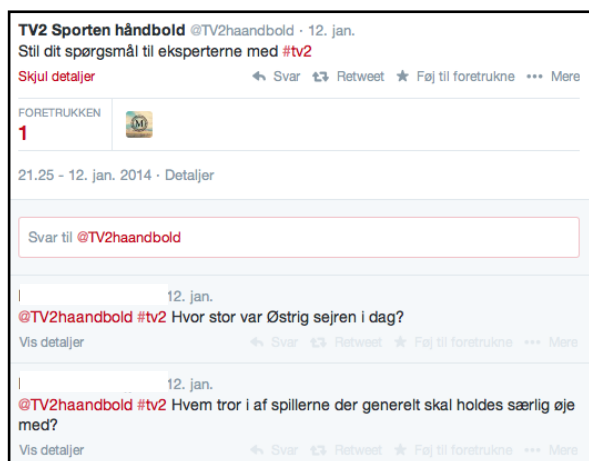 TV2 Sporten håndbold @TV2haandbold · 12. jan.
Stil dit spørgsmål til eksperterne med #tv2
Skjul detaljer Svar Retweet Føj til foretrukne Mere
FORETRUKKEN
1
M
21.25 - 12. jan. 2014 · Detaljer
Svar til @TV2haandbold
12. jan.
@TV2haandbold #tv2 Hvor stor var Østrig sejren i dag?
Vis detaljer Svar Retweet Føj til foretrukne Mere
12. jan.
@TV2haandbold #tv2 Hvem tror i af spillerne der generelt skal holdes særlig øje
med?
Vis detaljer Svar Retweet Føj til foretrukne Mere